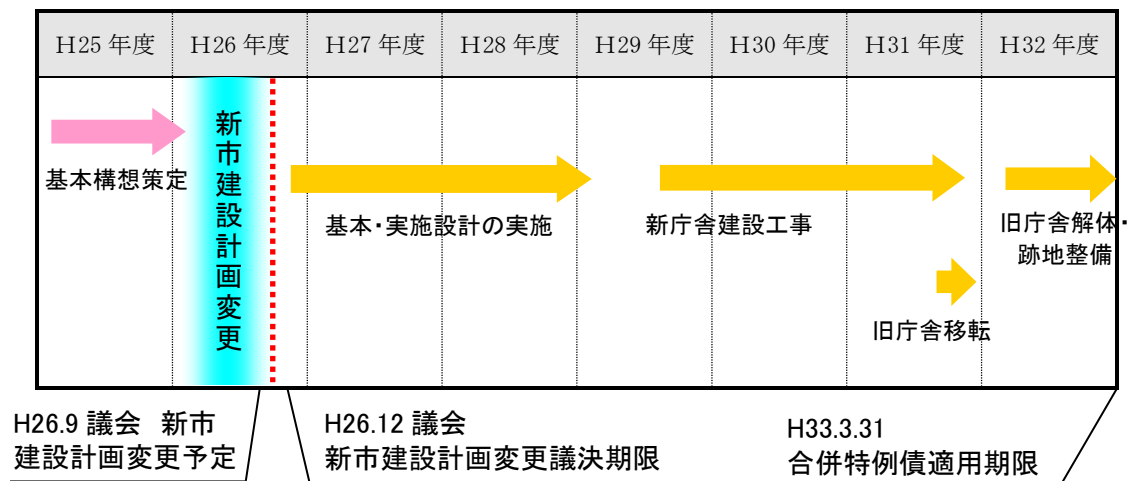 H25 年度 H26 年度 H27 年度 H28 年度 H29 年度 H30 年度 H31 年度 H32 年度
新市建設計画変更
基本構想策定
基本・実施設計の実施
新庁舎建設工事
旧庁舎解体・
跡地整備
旧庁舎移転
H26.9 議会 新市
建設計画変更予定
H26.12 議会
新市建設計画変更議決期限
H33.3.31
合併特例債適用期限